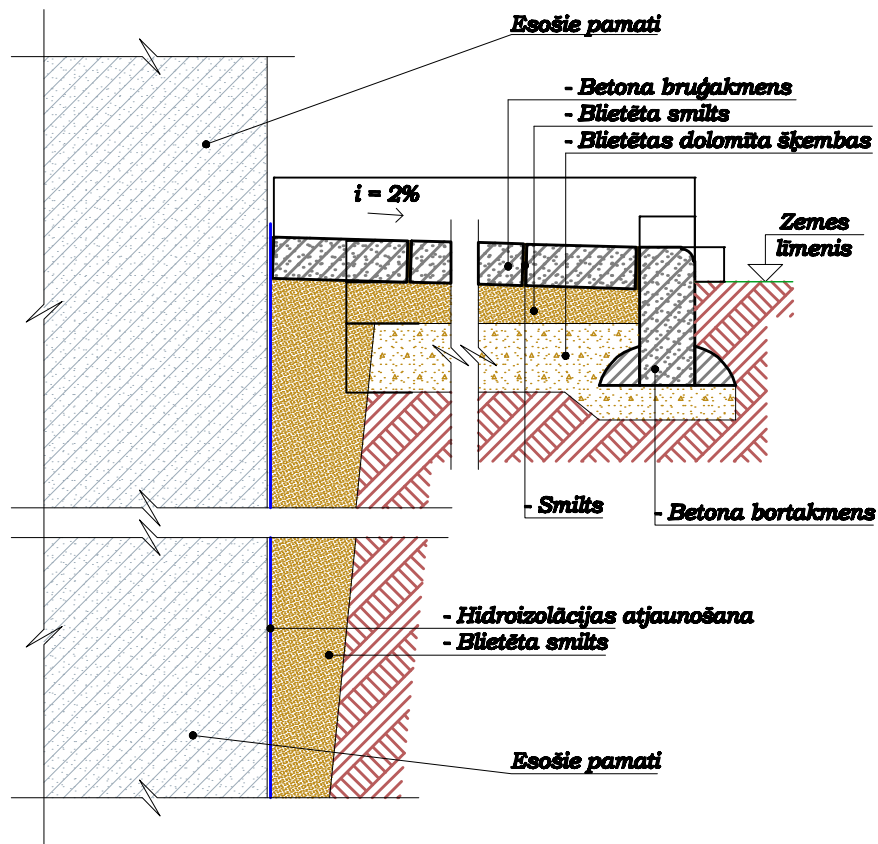 Esošie pamati
- Betona bruģakmens
- Blietēta smilts
- Blietētas dolomīta šķembas
i = 2%
Zemes
līmenis
- Smilts
- Betona bortakmens
- Hidroizolācijas atjaunošana
- Blietēta smilts
Esošie pamati